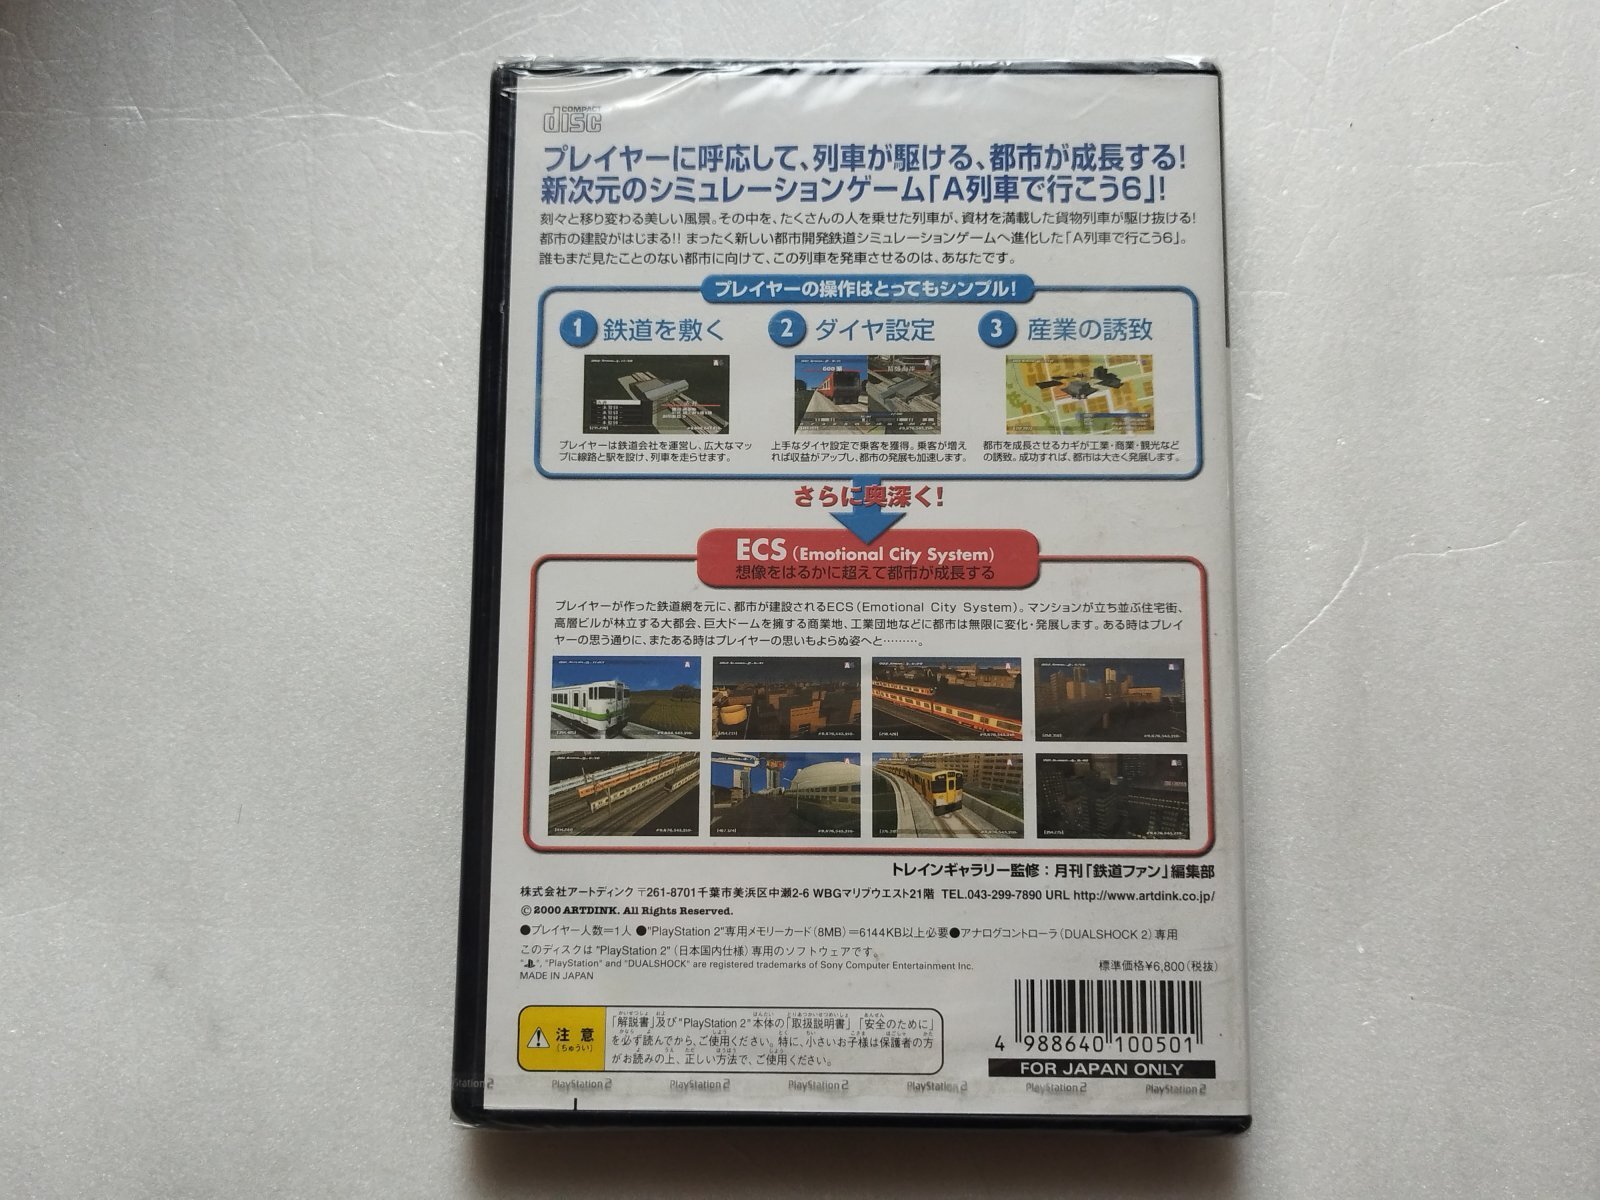 COMPACT
disc
プレイヤーに呼応して、列車が駆ける、都市が成長する!
新次元のシミュレーションゲーム「A列車で行こう6」!
刻々と移り変わる美しい風景。その中を、たくさんの人を乗せた列車が、資材を満載した貨物列車が駆け抜ける!
都市の建設がはじまる!! まったく新しい都市開発鉄道シミュレーションゲームへ進化した「A列車で行こう6」。
誰もまだ見たことのない都市に向けて、この列車を発車させるのは、あなたです。
プレイヤーの操作はとってもシンプル!
1 鉄道を敷く
プレイヤーは鉄道会社を運営し、広大なマッ
プに線路と駅を設け、列車を走らせます。
2 ダイヤ設定
上手なダイヤ設定で乗客を獲得。乗客が増え
れば収益がアップし、都市の発展も加速します。
3 産業の誘致
都市を成長させるカギが工業・商業・観光など
の誘致。成功すれば、都市は大きく発展します。
さらに奥深く!
ECS (Emotional City System)
想像をはるかに超えて都市が成長する
プレイヤーが作った鉄道網を元に、都市が建設されるECS(Emotional City System)。マンションが立ち並ぶ住宅街、
高層ビルが林立する大都会、巨大ドームを擁する商業地、工業団地などに都市は無限に変化・発展します。ある時はプレイ
ヤーの思う通りに、またある時はプレイヤーの思いもよらぬ姿へと………。
トレインギャラリー監修:月刊「鉄道ファン」編集部
株式会社アートディンク 〒261-8701千葉市美浜区中瀬2-6 WBGマリブウエスト21階 TEL.043-299-7890 URL http://www.artdink.co.jp/
©2000 ARTDINK. All Rights Reserved.
●プレイヤー人数=1人 ●"PlayStation 2"専用メモリーカード(8MB)=6144KB以上必要●アナログコントローラ(DUALSHOCK 2)専用
このディスクは "PlayStation 2"(日本国内仕様)専用のソフトウェアです。
" ", "PlayStation" and "DUALSHOCK" are registered trademarks of Sony Computer Entertainment Inc.
MADE IN JAPAN
標準価格¥6,800(税抜)
注意
(ちゅうい)
「解説書」及び"PlayStation 2"本体の「取扱説明書」「安全のために」
を必ず読んでから、ご使用ください。特に、小さいお子様は保護者の方
がお読みの上、正しい方法で、ご使用ください。
4 988640 100501
FOR JAPAN ONLY
Station 2 PlayStation 2 PlayStation 2 PlayStation 2 PlayStation 2 PlayStation 2 PlayStation 2